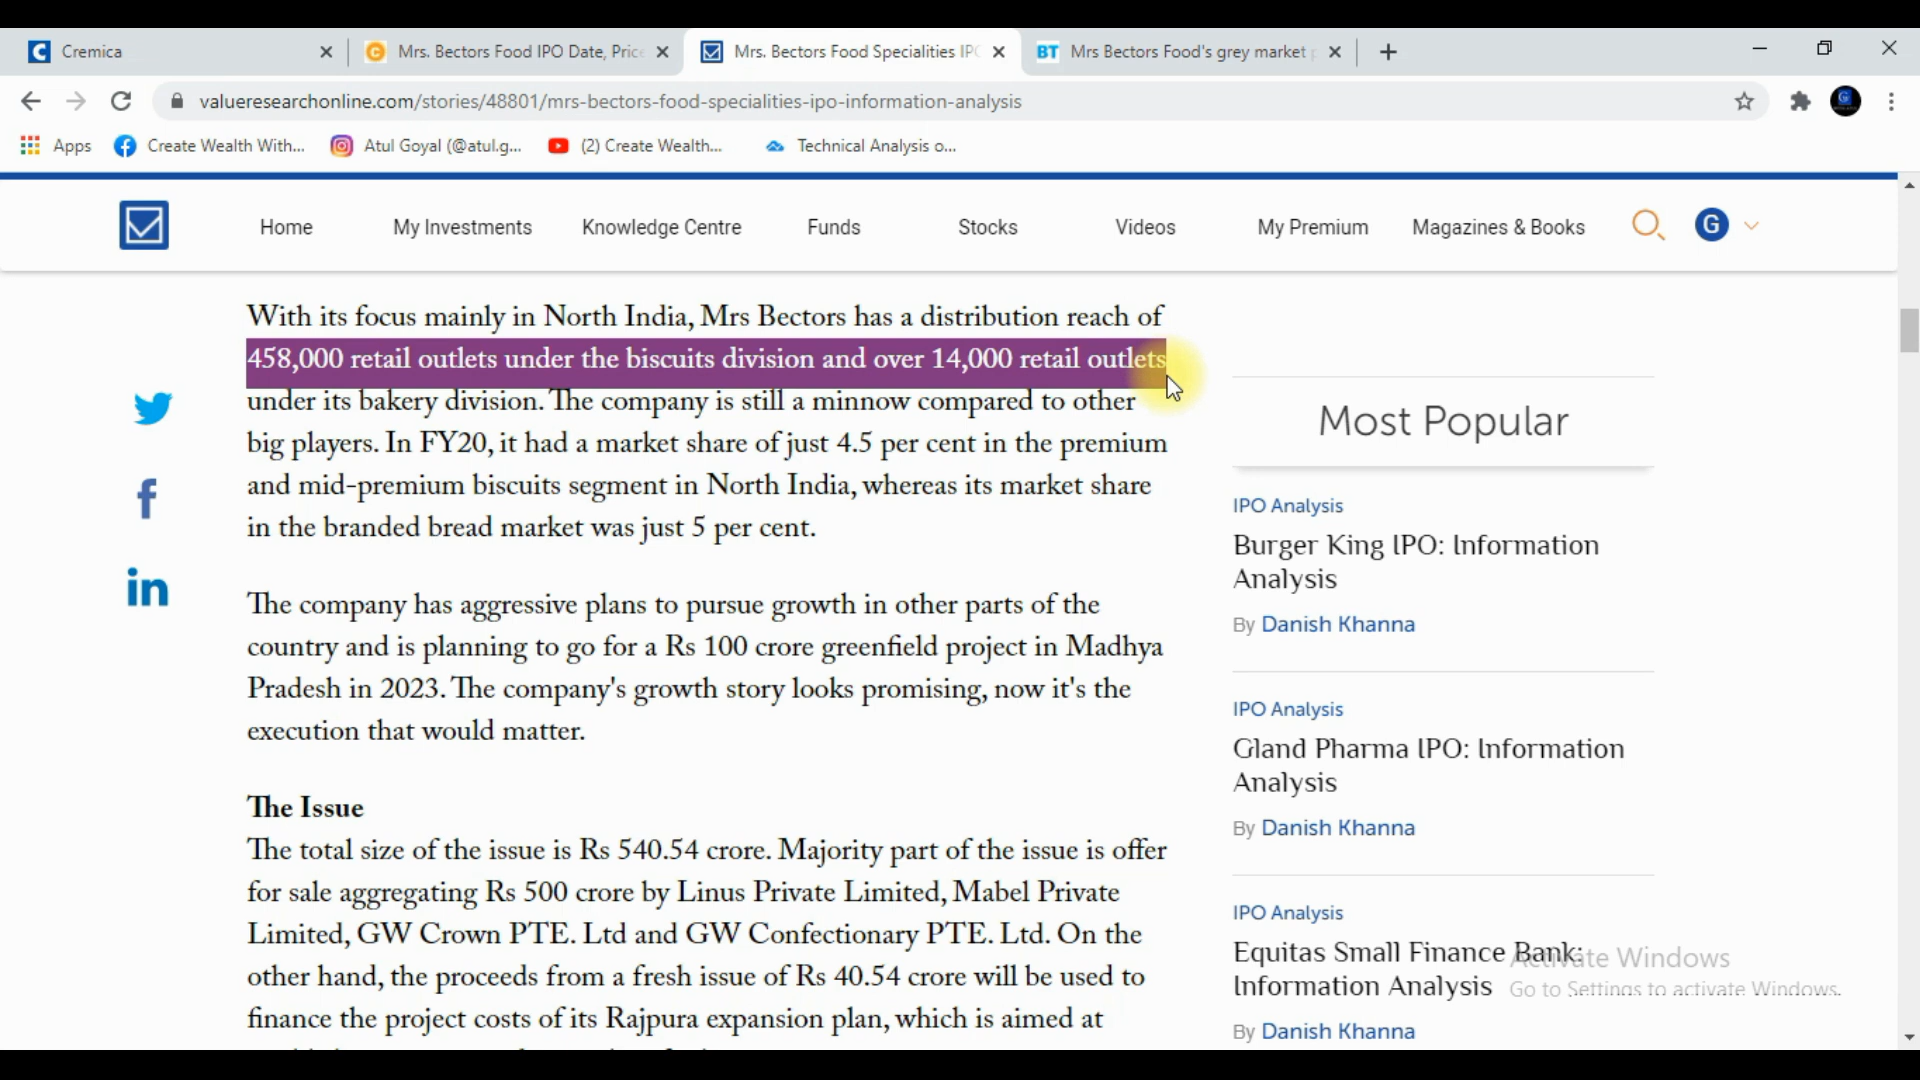 Cremica
Mrs. Bectors Food IPO Date, Price
Mrs. Bectors Food Specialities IPO
BT Mrs Bectors Food's grey market
valueresearchonline.com/stories/48801/mrs-bectors-food-specialities-ipo-information-analysis
Apps
Create Wealth With...
Atul Goyal (@atul.g...
(2) Create Wealth...
Technical Analysis o...
Home
My Investments
Knowledge Centre
Funds
Stocks
Videos
My Premium
Magazines & Books
G
With its focus mainly in North India, Mrs Bectors has a distribution reach of
458,000 retail outlets under the biscuits division and over 14,000 retail outlets
under its bakery division. The company is still a minnow compared to other
big players. In FY20, it had a market share of just 4.5 per cent in the premium
and mid-premium biscuits segment in North India, whereas its market share
in the branded bread market was just 5 per cent.
The company has aggressive plans to pursue growth in other parts of the
country and is planning to go for a Rs 100 crore greenfield project in Madhya
Pradesh in 2023. The company's growth story looks promising, now it's the
execution that would matter.
The Issue
The total size of the issue is Rs 540.54 crore. Majority part of the issue is offer
for sale aggregating Rs 500 crore by Linus Private Limited, Mabel Private
Limited, GW Crown PTE. Ltd and GW Confectionary PTE. Ltd. On the
other hand, the proceeds from a fresh issue of Rs 40.54 crore will be used to
finance the project costs of its Rajpura expansion plan, which is aimed at
Most Popular
IPO Analysis
Burger King IPO: Information
Analysis
By Danish Khanna
IPO Analysis
Gland Pharma IPO: Information
Analysis
By Danish Khanna
IPO Analysis
Equitas Small Finance Bank:
Information Analysis
By Danish Khanna
Activate Windows
Go to Settings to activate Windows.